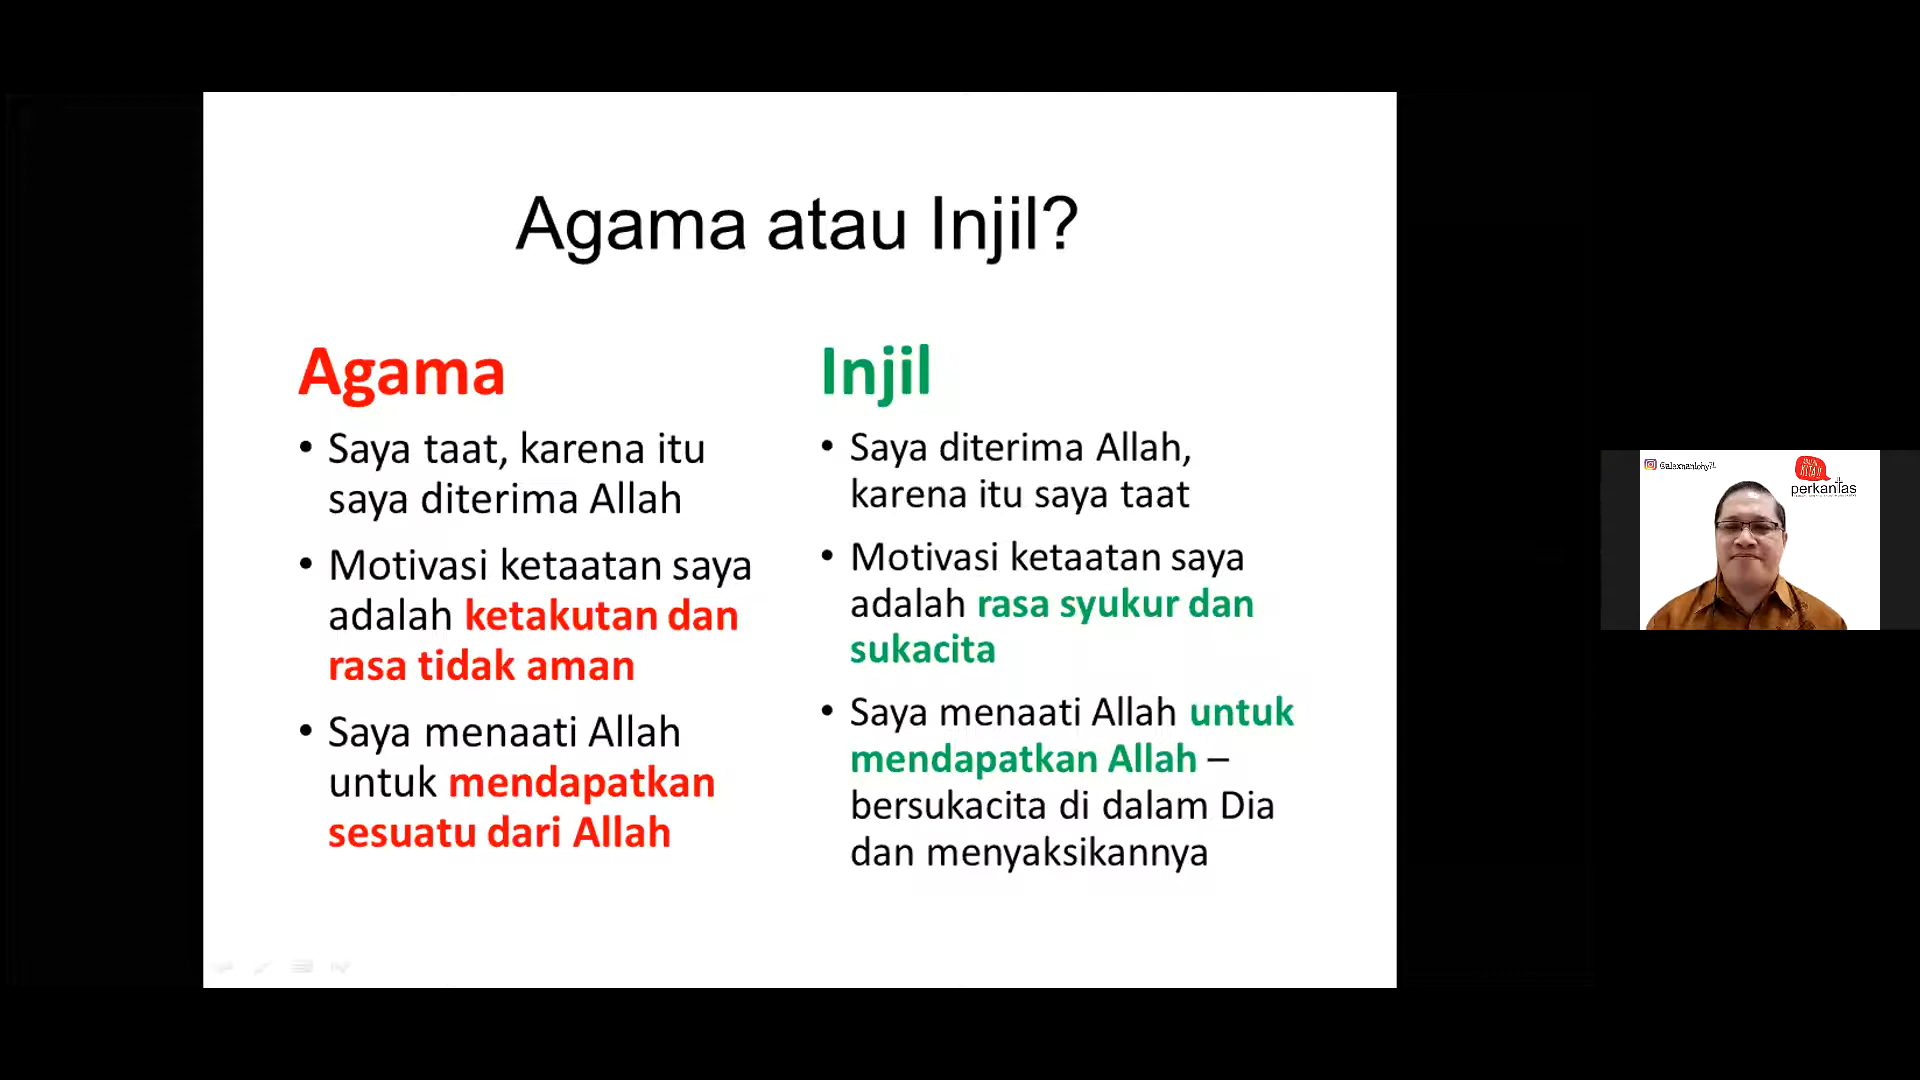 Agama atau Injil?
Agama
• Saya taat, karena itu
saya diterima Allah
• Motivasi ketaatan saya
adalah ketakutan dan
rasa tidak aman
• Saya menaati Allah
untuk mendapatkan
sesuatu dari Allah
Injil
• Saya diterima Allah,
karena itu saya taat
• Motivasi ketaatan saya
adalah rasa syukur dan
sukacita
• Saya menaati Allah untuk
mendapatkan Allah –
bersukacita di dalam Dia
dan menyaksikannya
perkantas